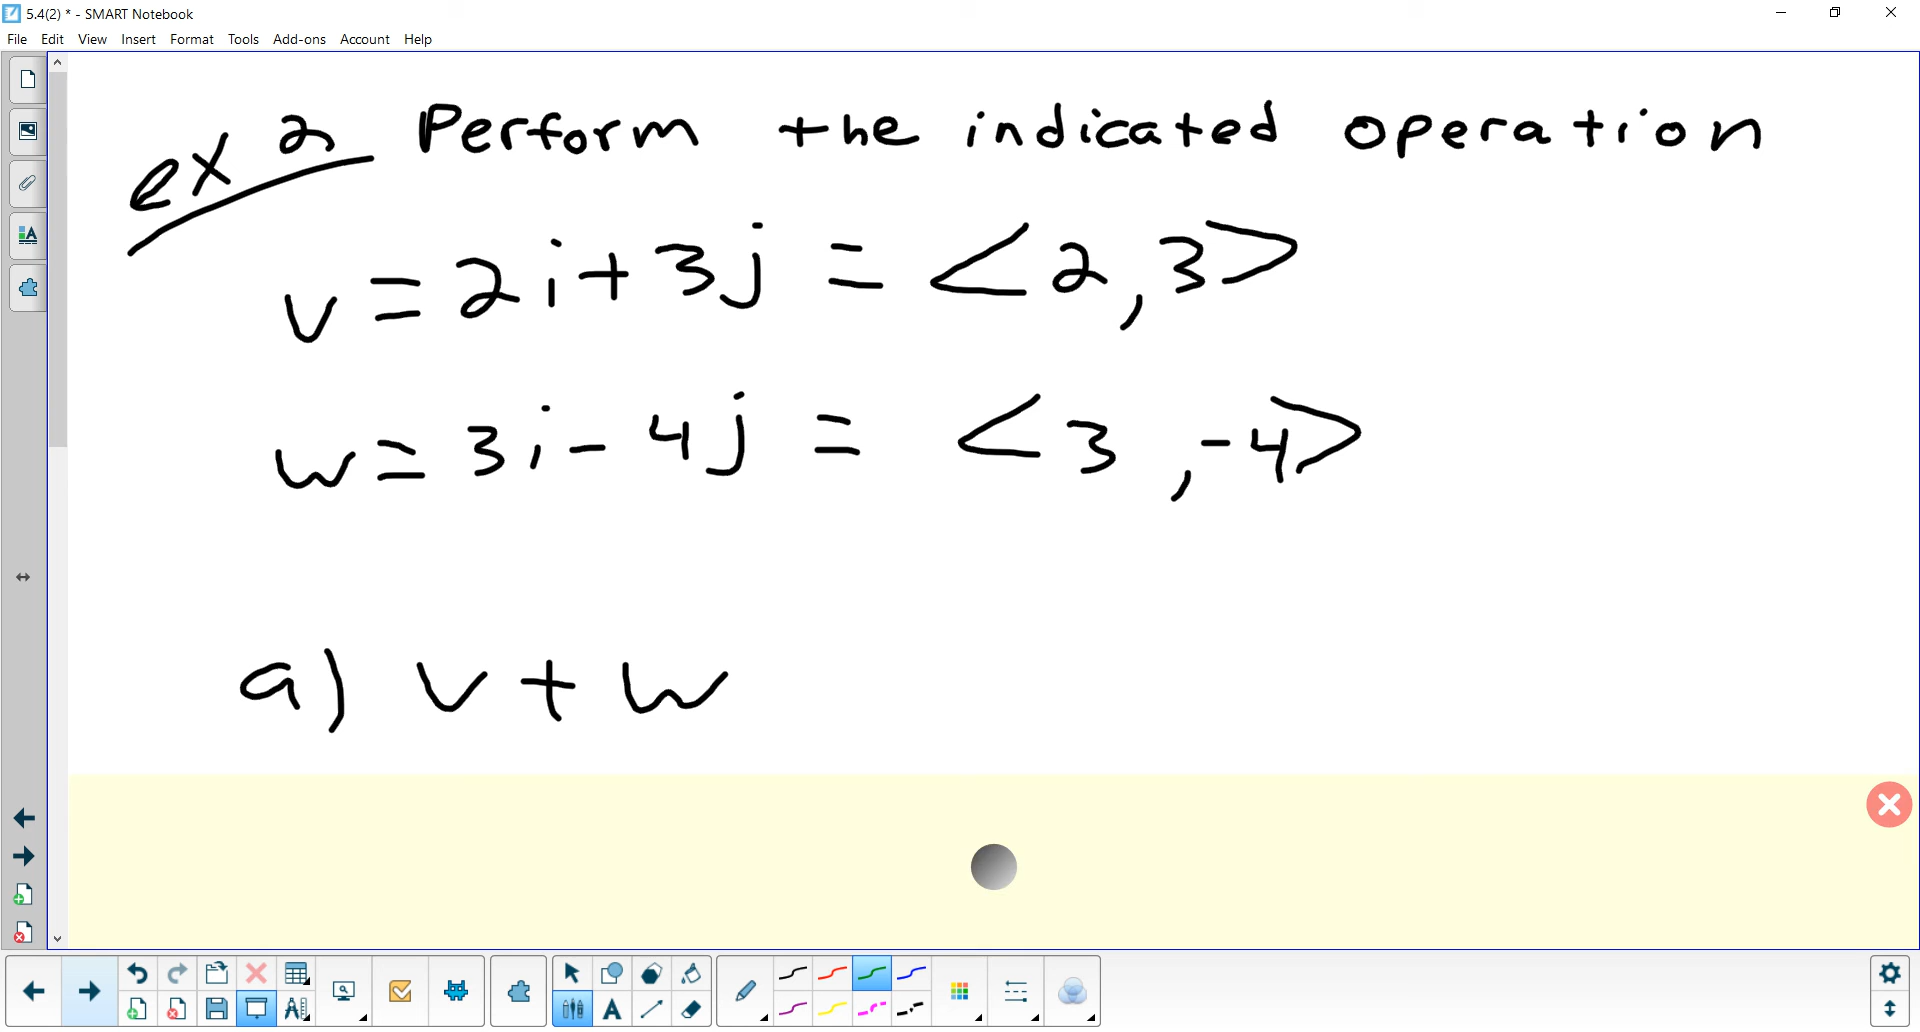 5.4(2) * - SMART Notebook
File Edit View Insert Format Tools Add-ons Account Help
ex 2 Perform the indicated operation
v = 2i + 3j = <2, 3>
w = 3i - 4j = <3, -4>
a) v + w